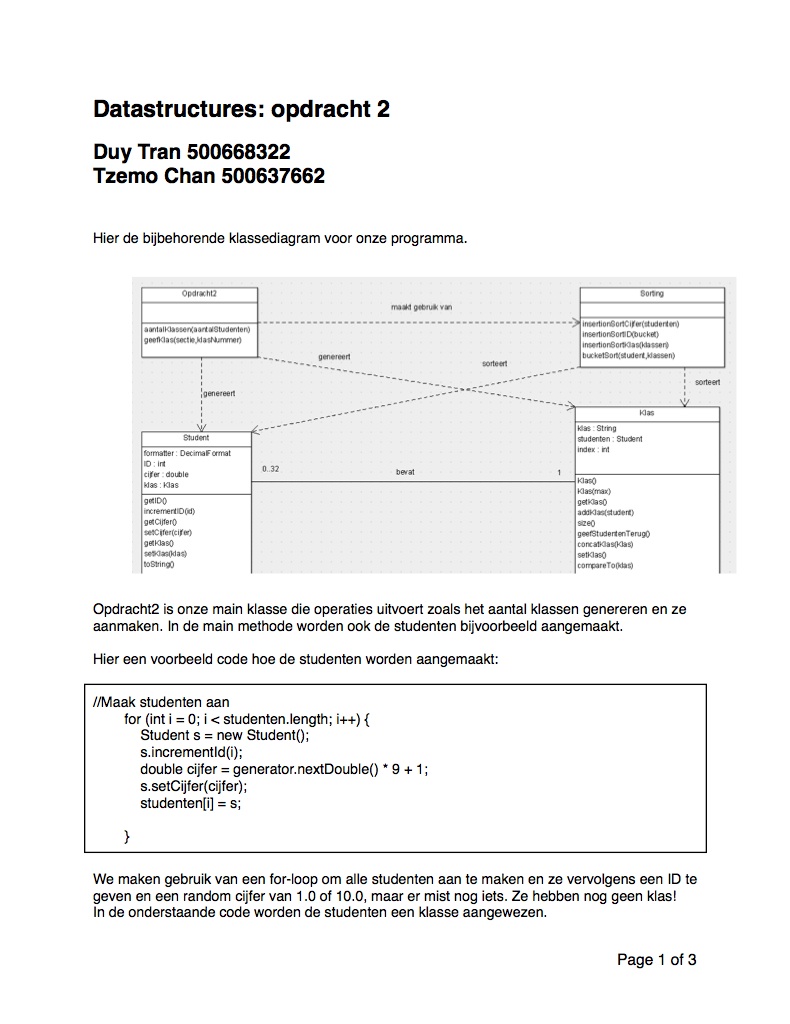 Datastructures: opdracht 2
Duy Tran 500668322
Tzemo Chan 500637662
Hier de bijbehorende klassediagram voor onze programma.
Opdracht2
aantalKlassen(aantalStudenten)
geefKlas(sectie,klasNummer)
maakt gebruik van
Sorting
insertionSortCijfer(studenten)
insertionSortID(bucket)
insertionSortKlas(klassen)
bucketSort(student,klassen)
genereert
sorteert
sorteert
genereert
Student
formatter : DecimalFormat
ID : int
cijfer : double
klas : Klas
getID()
incrementID(id)
getCijfer()
setCijfer(cijfer)
getKlas()
setKlas(klas)
toString()
0..32
bevat
1
Klas
klas : String
studenten : Student
index : int
Klas()
Klas(max)
getKlas()
addKlas(student)
size()
geefStudentenTerug()
concatKlas(Klas)
setKlas()
compareTo(klas)
Opdracht2 is onze main klasse die operaties uitvoert zoals het aantal klassen genereren en ze
aanmaken. In de main methode worden ook de studenten bijvoorbeeld aangemaakt.
Hier een voorbeeld code hoe de studenten worden aangemaakt:
//Maak studenten aan
for (int i = 0; i < studenten.length; i++) {
Student s = new Student();
s.incrementId(i);
double cijfer = generator.nextDouble() * 9 + 1;
s.setCijfer(cijfer);
studenten[i] = s;
}
We maken gebruik van een for-loop om alle studenten aan te maken en ze vervolgens een ID te
geven en een random cijfer van 1.0 of 10.0, maar er mist nog iets. Ze hebben nog geen klas!
In de onderstaande code worden de studenten een klasse aangewezen.
Page 1 of 3